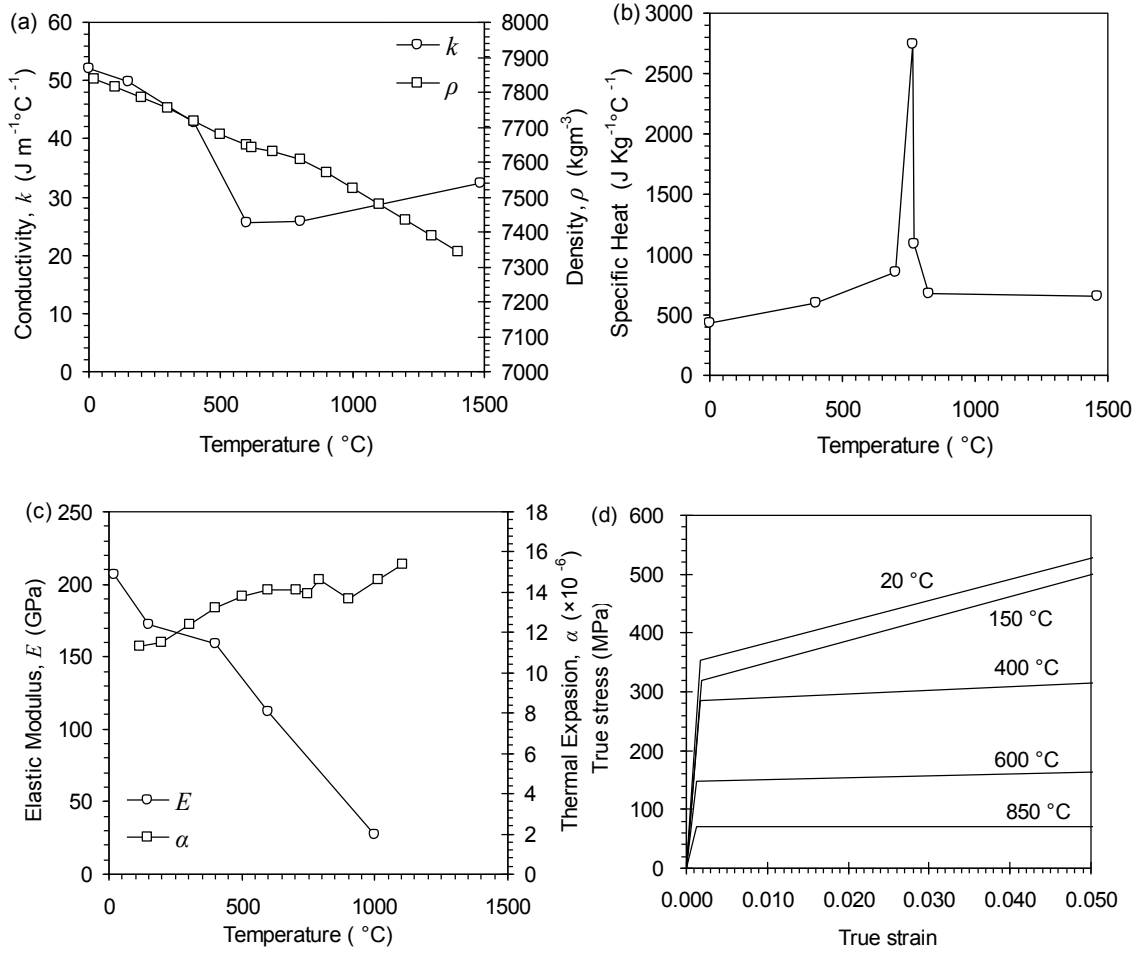 (a)
60
50
40
30
20
10
0
Conductivity, k (J m-1°C -1)
8000
7900
7800
7700
7600
7500
7400
7300
7200
7100
7000
Density, ρ (kgm-3)
k
ρ
0 500 1000 1500
Temperature ( °C)
(b)
3000
2500
2000
1500
1000
500
0
Specific Heat (J Kg-1°C -1)
0 500 1000 1500
Temperature ( °C)
(c)
250
200
150
100
50
0
Elastic Modulus, E (GPa)
18
16
14
12
10
8
6
4
2
0
Thermal Expasion, α (×10-6)
E
α
0 500 1000 1500
Temperature ( °C)
(d)
600
500
400
300
200
100
0
True stress (MPa)
20 °C
150 °C
400 °C
600 °C
850 °C
0.000 0.010 0.020 0.030 0.040 0.050
True strain